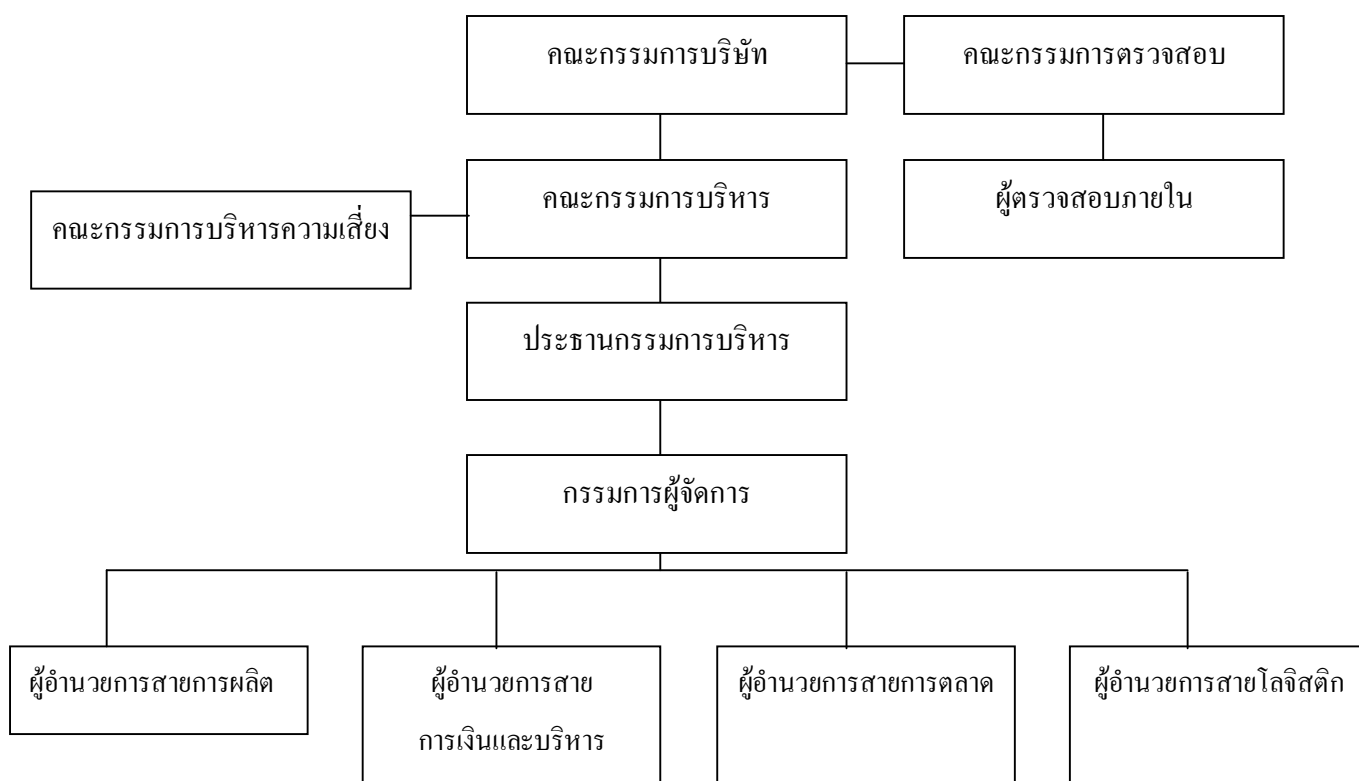 คณะกรรมการบริษัท
คณะกรรมการตรวจสอบ
คณะกรรมการบริหาร
ผู้ตรวจสอบภายใน
คณะกรรมการบริหารความเสี่ยง
ประธานกรรมการบริหาร
กรรมการผู้จัดการ
ผู้อำนวยการสายการผลิต
ผู้อำนวยการสาย
การเงินและบริหาร
ผู้อำนวยการสายการตลาด
ผู้อำนวยการสายโลจิสติก